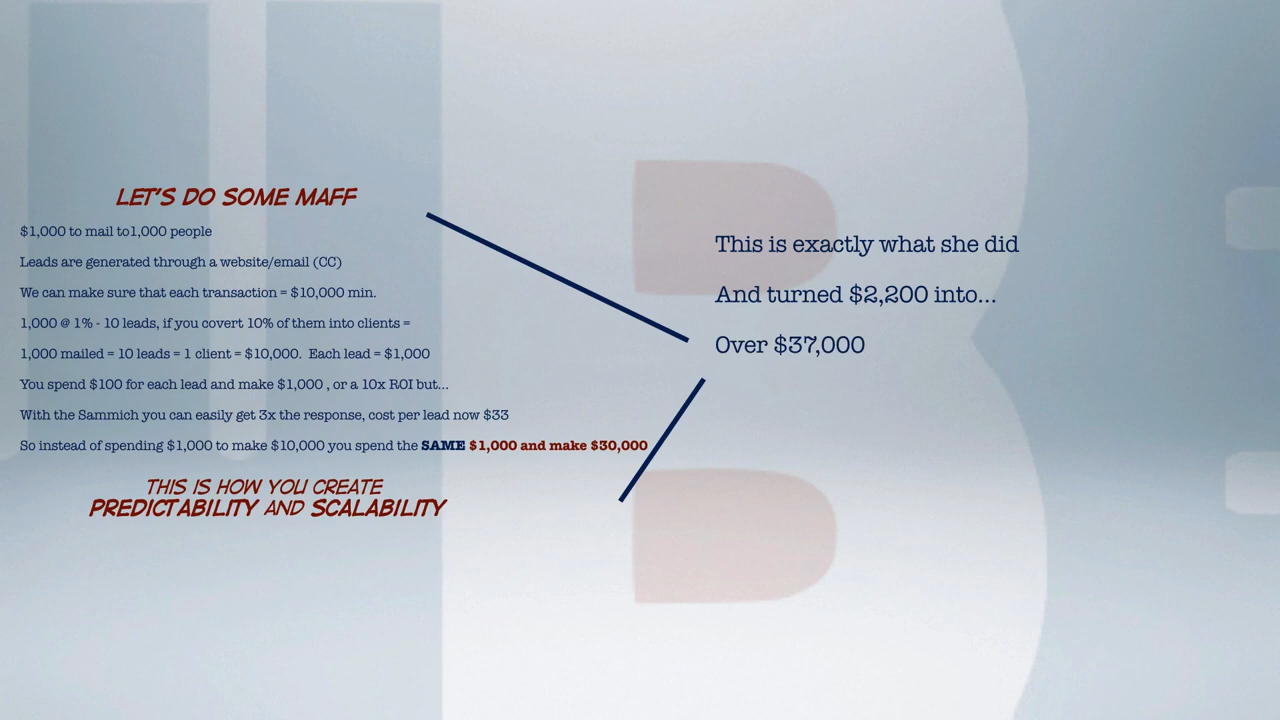 LET'S DO SOME MAFF
$1,000 to mail to1,000 people
Leads are generated through a website/email (CC)
We can make sure that each transaction = $10,000 min.
1,000 @ 1% - 10 leads, if you covert 10% of them into clients =
1,000 mailed = 10 leads = 1 client = $10,000.  Each lead = $1,000
You spend $100 for each lead and make $1,000 , or a 10x ROI but...
With the Sammich you can easily get 3x the response, cost per lead now $33
So instead of spending $1,000 to make $10,000 you spend the SAME $1,000 and make $30,000
THIS IS HOW YOU CREATE
PREDICTABILITY AND SCALABILITY
This is exactly what she did
And turned $2,200 into...
Over $37,000